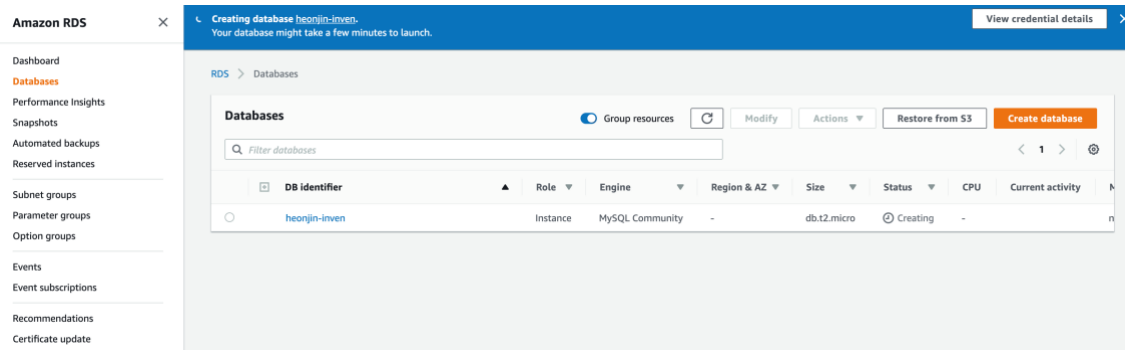 Amazon RDS
Dashboard
Databases
Performance Insights
Snapshots
Automated backups
Reserved instances
Subnet groups
Parameter groups
Option groups
Events
Event subscriptions
Recommendations
Certificate update
Creating database heonjin-inven.
Your database might take a few minutes to launch.
View credential details
RDS > Databases
Databases
Group resources
Modify
Actions
Restore from S3
Create database
Filter databases
1
DB identifier Role Engine Region & AZ Size Status CPU Current activity
heonjin-inven Instance MySQL Community - db.t2.micro Creating -